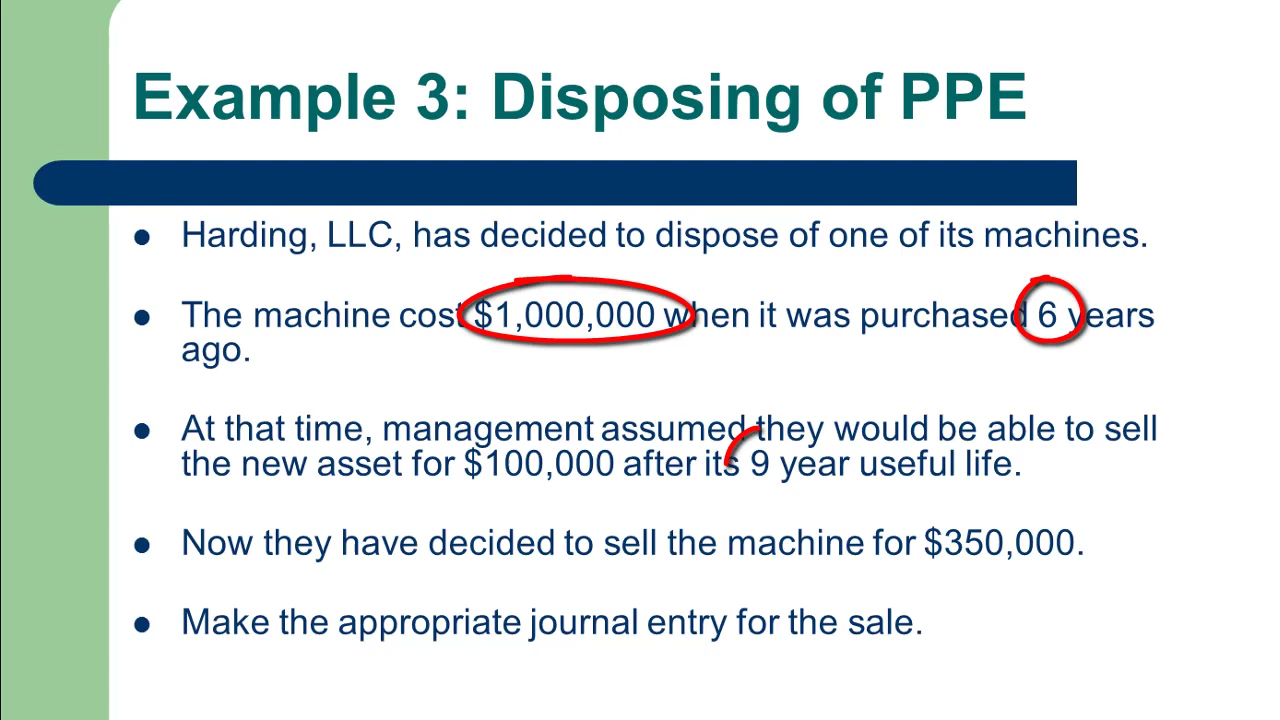 Example 3: Disposing of PPE
Harding, LLC, has decided to dispose of one of its machines.
The machine cost $1,000,000 when it was purchased 6 years
ago.
At that time, management assumed they would be able to sell
the new asset for $100,000 after its 9 year useful life.
Now they have decided to sell the machine for $350,000.
Make the appropriate journal entry for the sale.